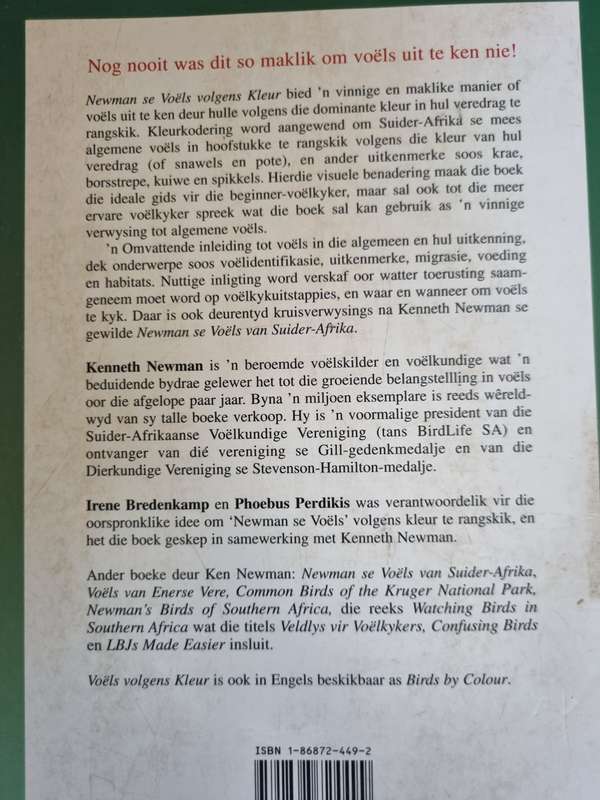 Nog nooit was dit so maklik om voëls uit te ken nie!
Newman se Voëls volgens Kleur bied 'n vinnige en maklike manier of
voëls uit te ken deur hulle volgens die dominante kleur in hul veredrag te
rangskik. Kleurkodering word aangewend om Suider-Afrika se mees
algemene voëls in hoofstukke te rangskik volgens die kleur van hul
veredrag (of snawels en pote), en ander uitkenmerke soos krae,
borsstrepe, kuiwe en spikkels. Hierdie visuele benadering maak die boek
die ideale gids vir die beginner-voëlkyker, maar sal ook tot die meer
ervare voëlkyker spreek wat die boek sal kan gebruik as 'n vinnige
verwysing tot algemene voëls.
'n Omvattende inleiding tot voëls in die algemeen en hul uitkenning,
dek onderwerpe soos voëlidentifikasie, uitkenmerke, migrasie, voeding
en habitats. Nuttige inligting word verskaf oor watter toerusting saam-
geneem moet word op voëlkykuitstappies, en waar en wanneer om voëls
te kyk. Daar is ook deurentyd kruisverwysings na Kenneth Newman se
gewilde Newman se Voëls van Suider-Afrika.
Kenneth Newman is 'n beroemde voëlskilder en voëlkundige wat 'n
beduidende bydrae gelewer het tot die groeiende belangstellling in voëls
oor die afgelope paar jaar. Byna 'n miljoen eksemplare is reeds wêreld-
wyd van sy talle boeke verkoop. Hy is 'n voormalige president van die
Suider-Afrikaanse Voëlkundige Vereniging (tans BirdLife SA) en
ontvanger van dié vereniging se Gill-gedenkmedalje en van die
Dierkundige Vereniging se Stevenson-Hamilton-medalje.
Irene Bredenkamp en Phoebus Perdikis was verantwoordelik vir die
oorspronklike idee om 'Newman se Voëls' volgens kleur te rangskik, en
het die boek geskep in samewerking met Kenneth Newman.
Ander boeke deur Ken Newman: Newman se Voëls van Suider-Afrika,
Voëls van Enerse Vere, Common Birds of the Kruger National Park,
Newman's Birds of Southern Africa, die reeks Watching Birds in
Southern Africa wat die titels Veldlys vir Voëlkykers, Confusing Birds
en LBJs Made Easier insluit.
Voëls volgens Kleur is ook in Engels beskikbaar as Birds by Colour.
ISBN 1-86872-449-2